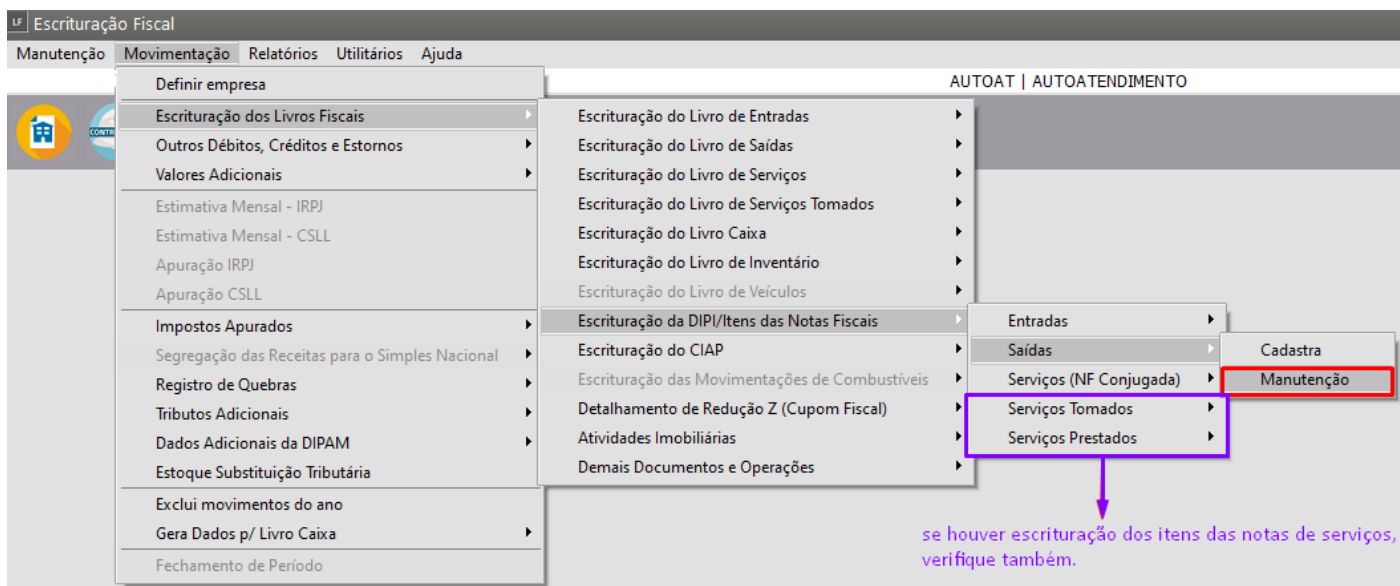 LF Escrituração Fiscal
Manutenção Movimentação Relatórios Utilitários Ajuda
AUTOAT | AUTOATENDIMENTO
Definir empresa
Escrituração dos Livros Fiscais
Outros Débitos, Créditos e Estornos
Valores Adicionais
Estimativa Mensal - IRPJ
Estimativa Mensal - CSLL
Apuração IRPJ
Apuração CSLL
Impostos Apurados
Segregação das Receitas para o Simples Nacional
Registro de Quebras
Tributos Adicionais
Dados Adicionais da DIPAM
Estoque Substituição Tributária
Exclui movimentos do ano
Gera Dados p/ Livro Caixa
Fechamento de Período
Escrituração do Livro de Entradas
Escrituração do Livro de Saídas
Escrituração do Livro de Serviços
Escrituração do Livro de Serviços Tomados
Escrituração do Livro Caixa
Escrituração do Livro de Inventário
Escrituração do Livro de Veículos
Escrituração da DIPI/Itens das Notas Fiscais
Escrituração do CIAP
Escrituração das Movimentações de Combustíveis
Detalhamento de Redução Z (Cupom Fiscal)
Atividades Imobiliárias
Demais Documentos e Operações
Entradas
Saídas
Serviços (NF Conjugada)
Serviços Tomados
Serviços Prestados
Cadastra
Manutenção
se houver escrituração dos itens das notas de serviços,
verifique também.